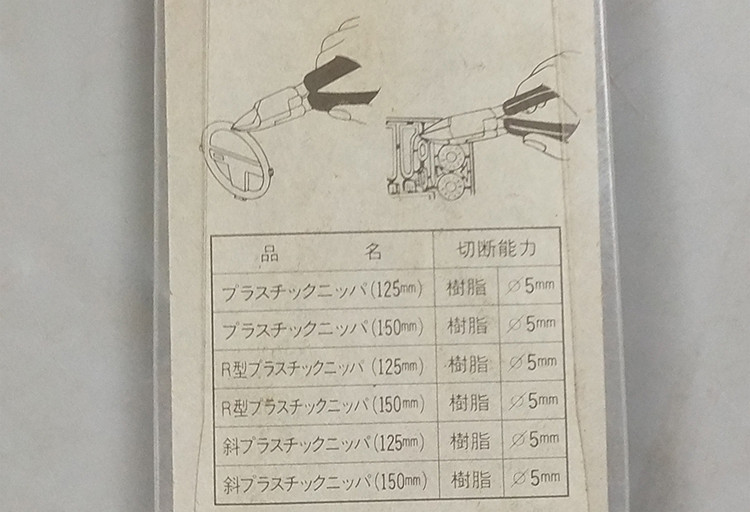 品名 切断能力
プラスチックニッパ(125mm) 樹脂 ∅5mm
プラスチックニッパ(150mm) 樹脂 ∅5mm
R型プラスチックニッパ(125mm) 樹脂 ∅5mm
R型プラスチックニッパ(150mm) 樹脂 ∅5mm
斜プラスチックニッパ(125mm) 樹脂 ∅5mm
斜プラスチックニッパ(150mm) 樹脂 ∅5mm